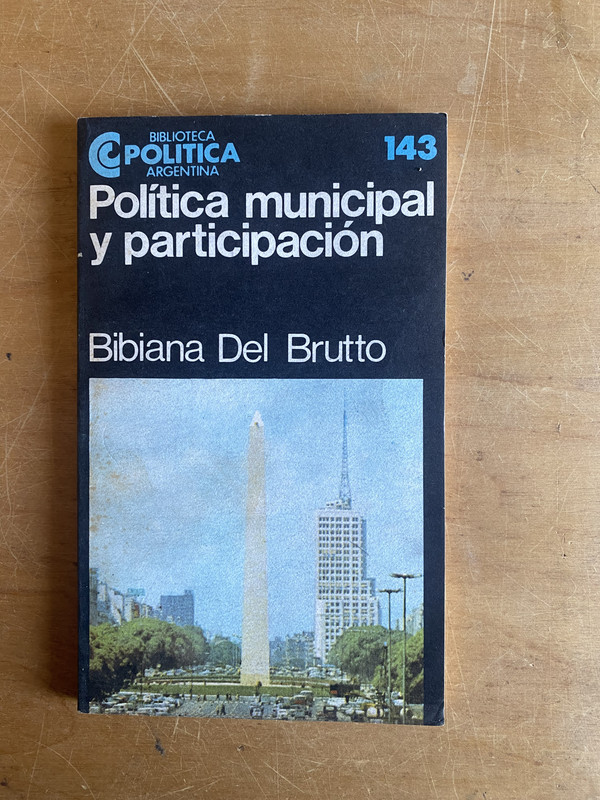 BIBLIOTECA
POLITICA
ARGENTINA
143
Política municipal
y participación
Bibiana Del Brutto